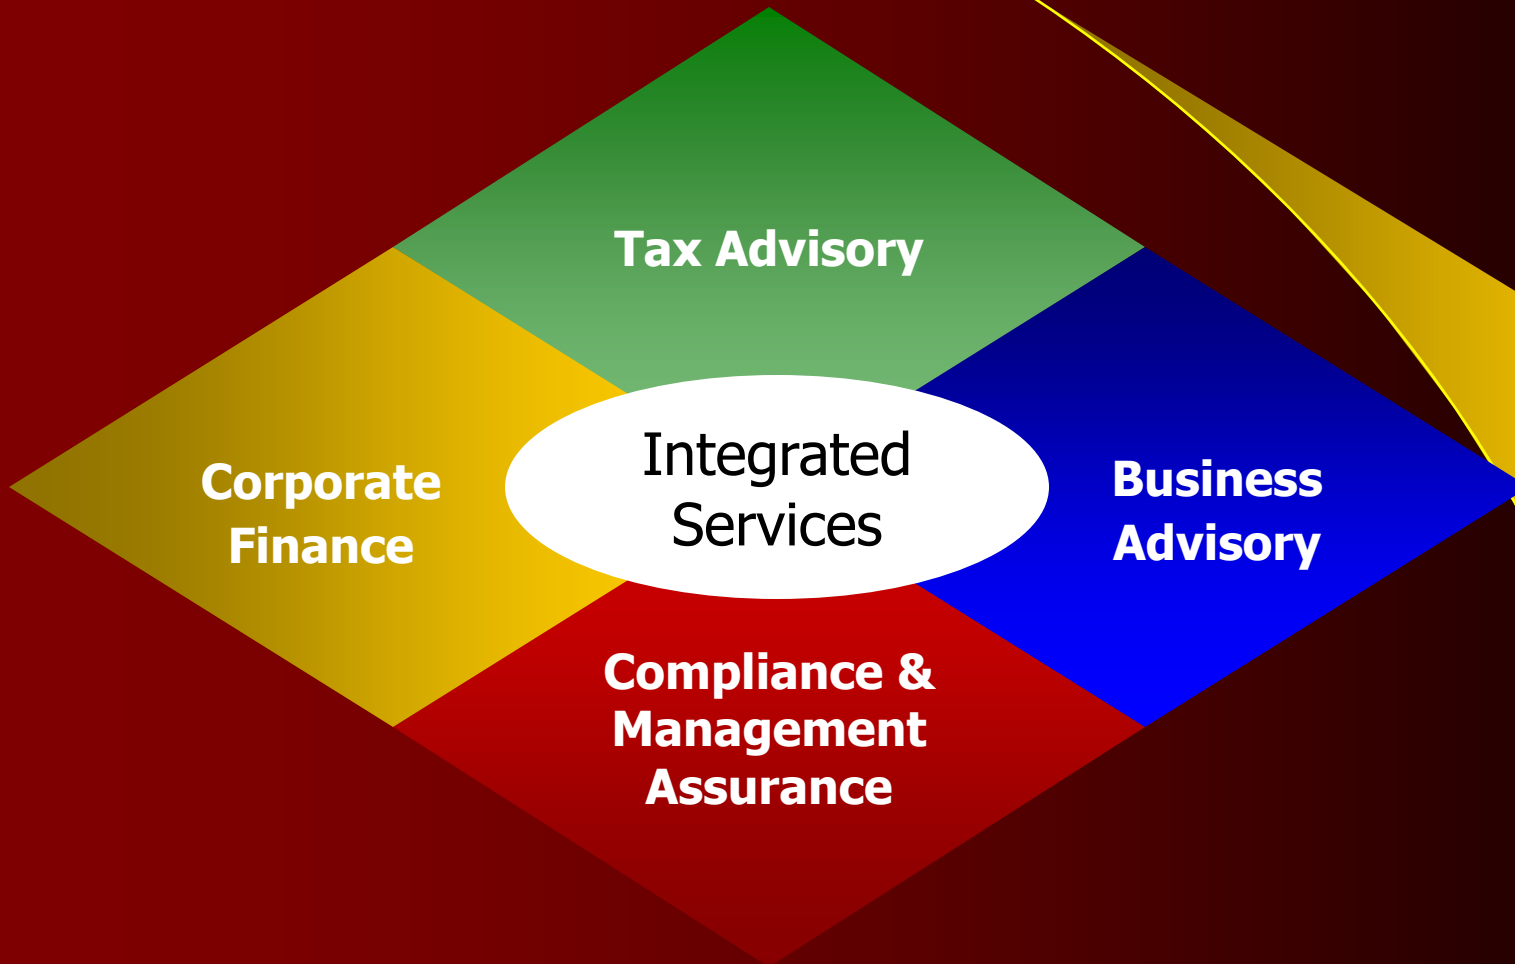 Tax Advisory
Corporate
Finance
Integrated
Services
Business
Advisory
Compliance &
Management
Assurance